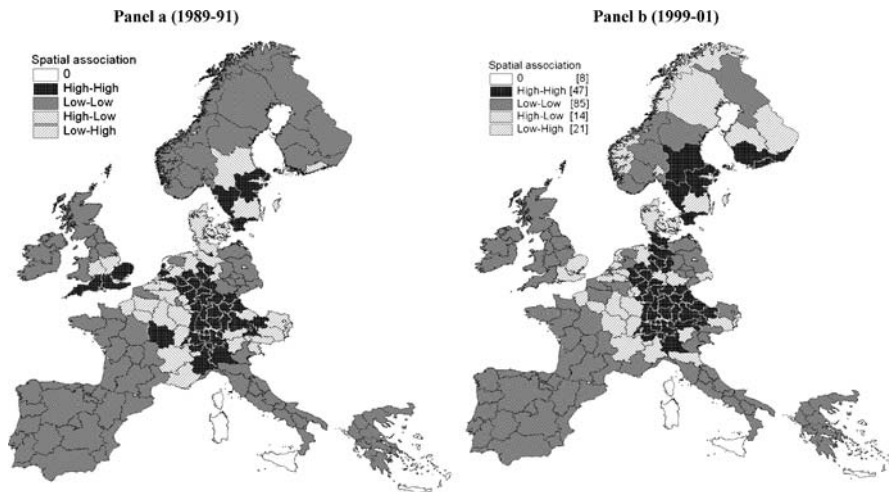 Panel a (1989-91)
Spatial association
0
High-High
Low-Low
High-Low
Low-High
Panel b (1999-01)
Spatial association
0 [8]
High-High [47]
Low-Low [85]
High-Low [14]
Low-High [21]